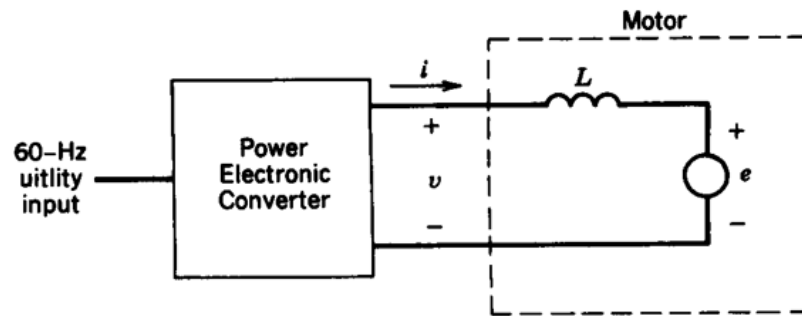 Motor
i
L
60-Hz
uitlity
input
Power
Electronic
Converter
+
v
−
+
e
−